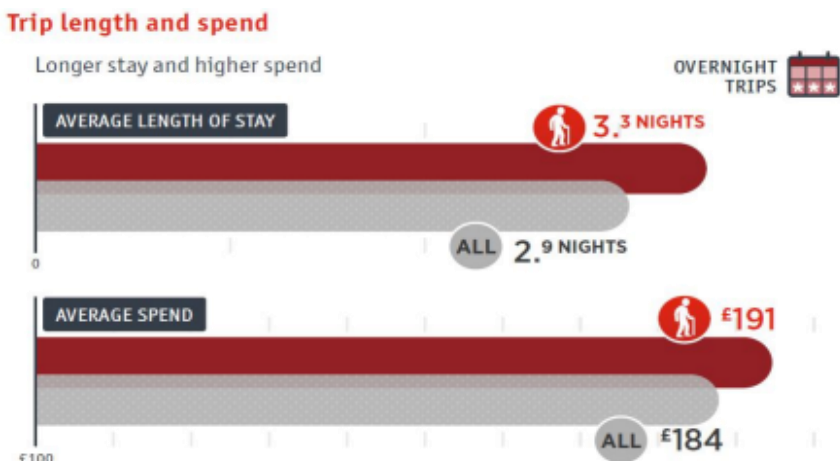 Trip length and spend
Longer stay and higher spend
OVERNIGHT
TRIPS
AVERAGE LENGTH OF STAY
3.3 NIGHTS
ALL 2.9 NIGHTS
0
AVERAGE SPEND
£191
ALL £184
£100